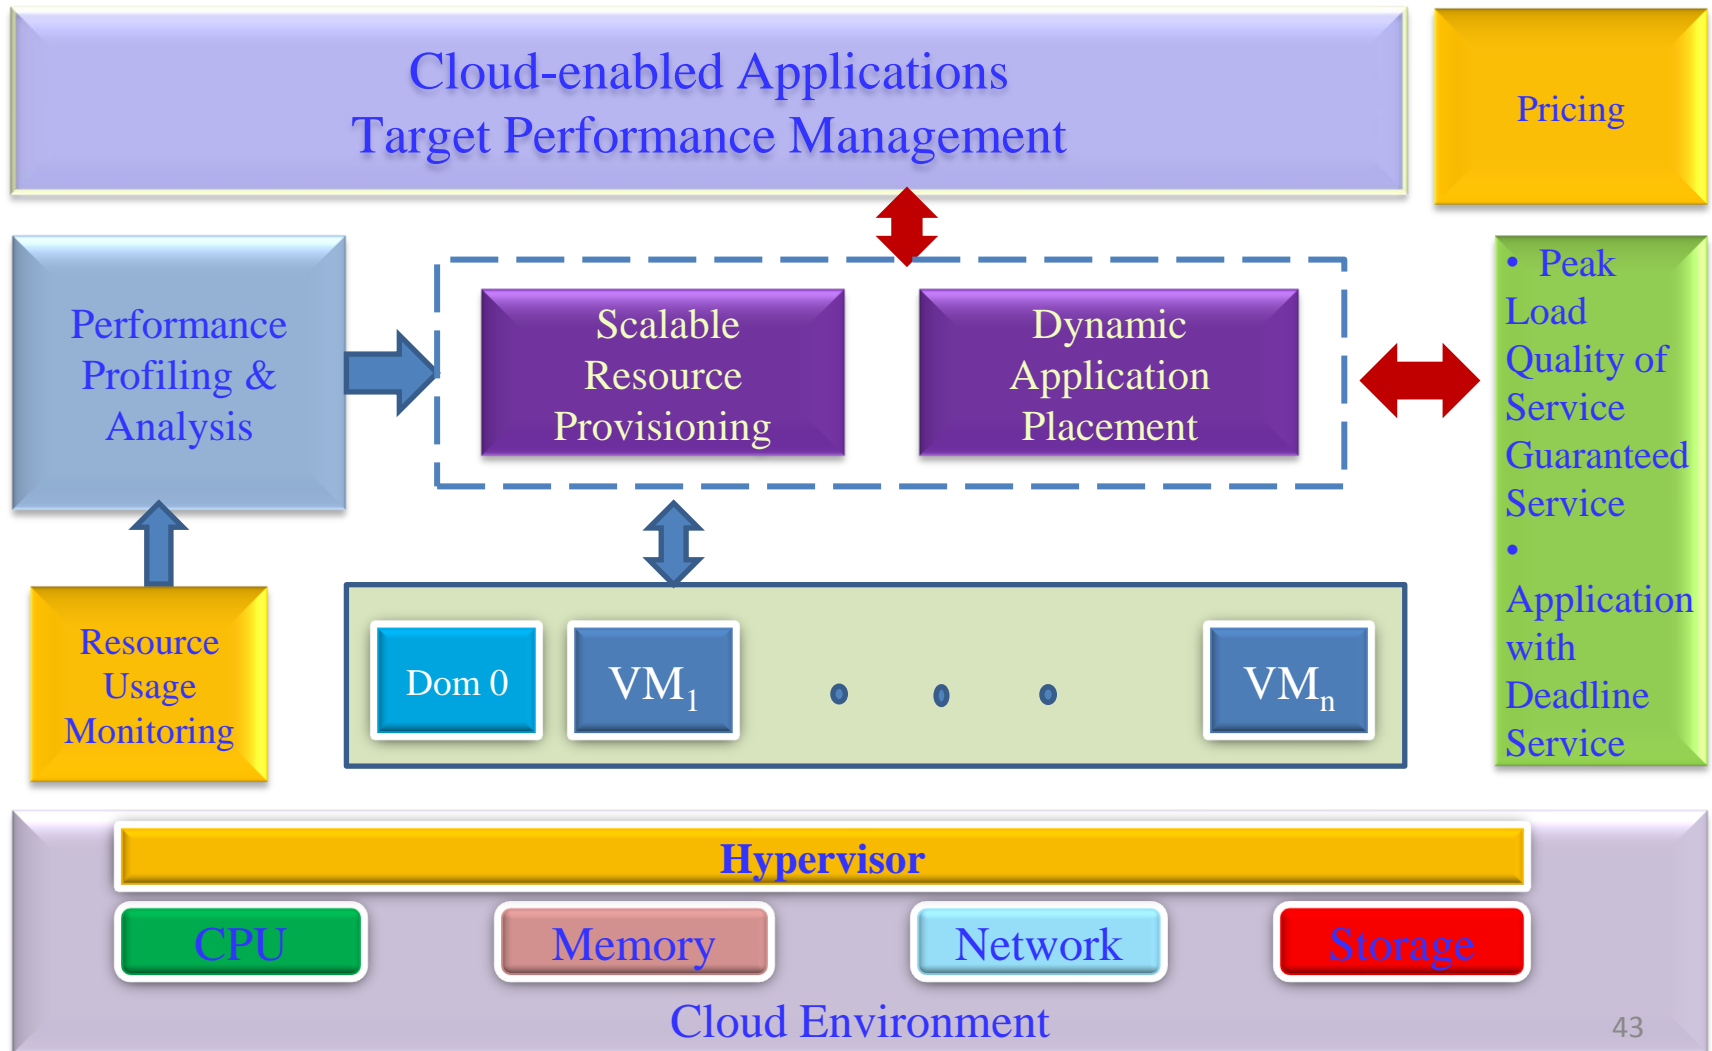 Cloud-enabled Applications
Target Performance Management
Pricing
Performance
Profiling &
Analysis
Scalable
Resource
Provisioning
Dynamic
Application
Placement
• Peak
Load
Quality of
Service
Guaranteed
Service
•
Application
with
Deadline
Service
Resource
Usage
Monitoring
Dom 0
VM1
VMn
Hypervisor
CPU
Memory
Network
Storage
Cloud Environment
43